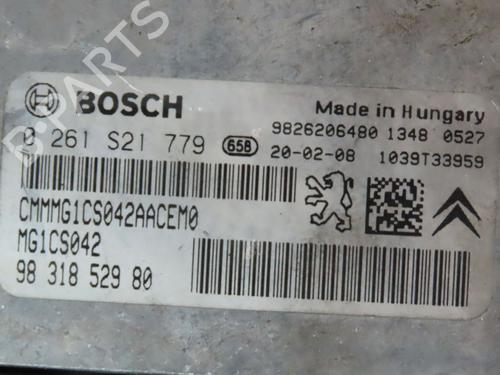 B-PARTS
BOSCH
Made in Hungary
0 261 S21 779 658
9826206480 1348 0527
20-02-08 1039T33959
CMMMG1CS042AACEM0
MG1CS042
98 318 529 80